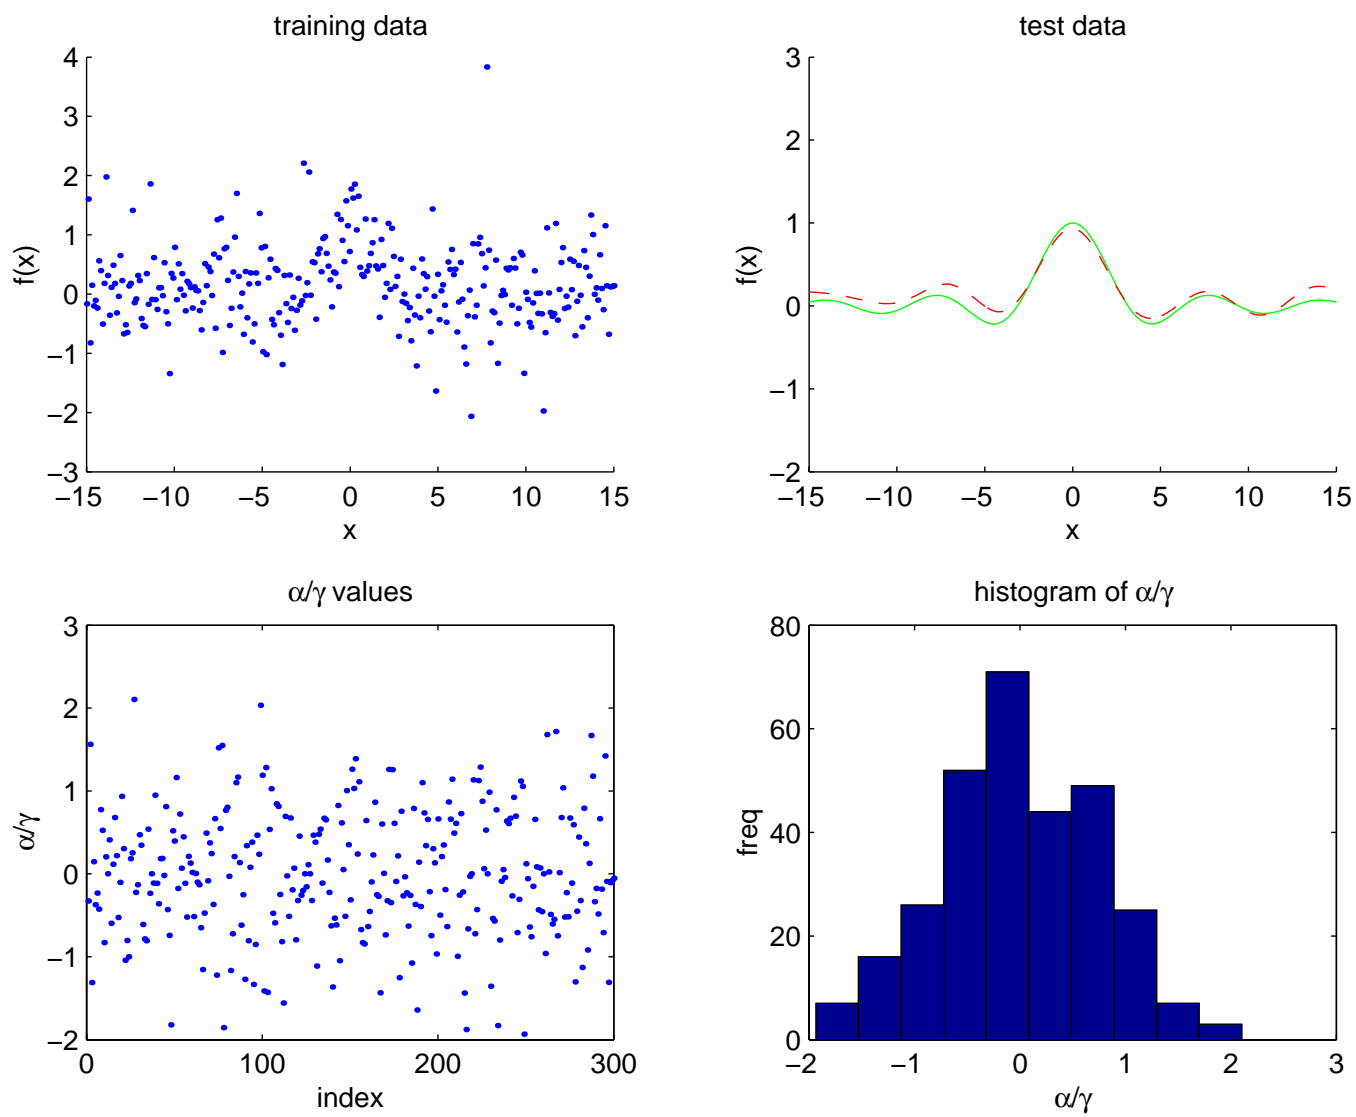 training data
4
3
2
1
0
−1
−2
−3
−15 −10 −5 0 5 10 15
x
f(x)
test data
3
2
1
0
−1
−2
−15 −10 −5 0 5 10 15
x
f(x)
α/γ values
3
2
1
0
−1
−2
0 100 200 300
index
α/γ
histogram of α/γ
80
60
40
20
0
−2 −1 0 1 2 3
α/γ
freq